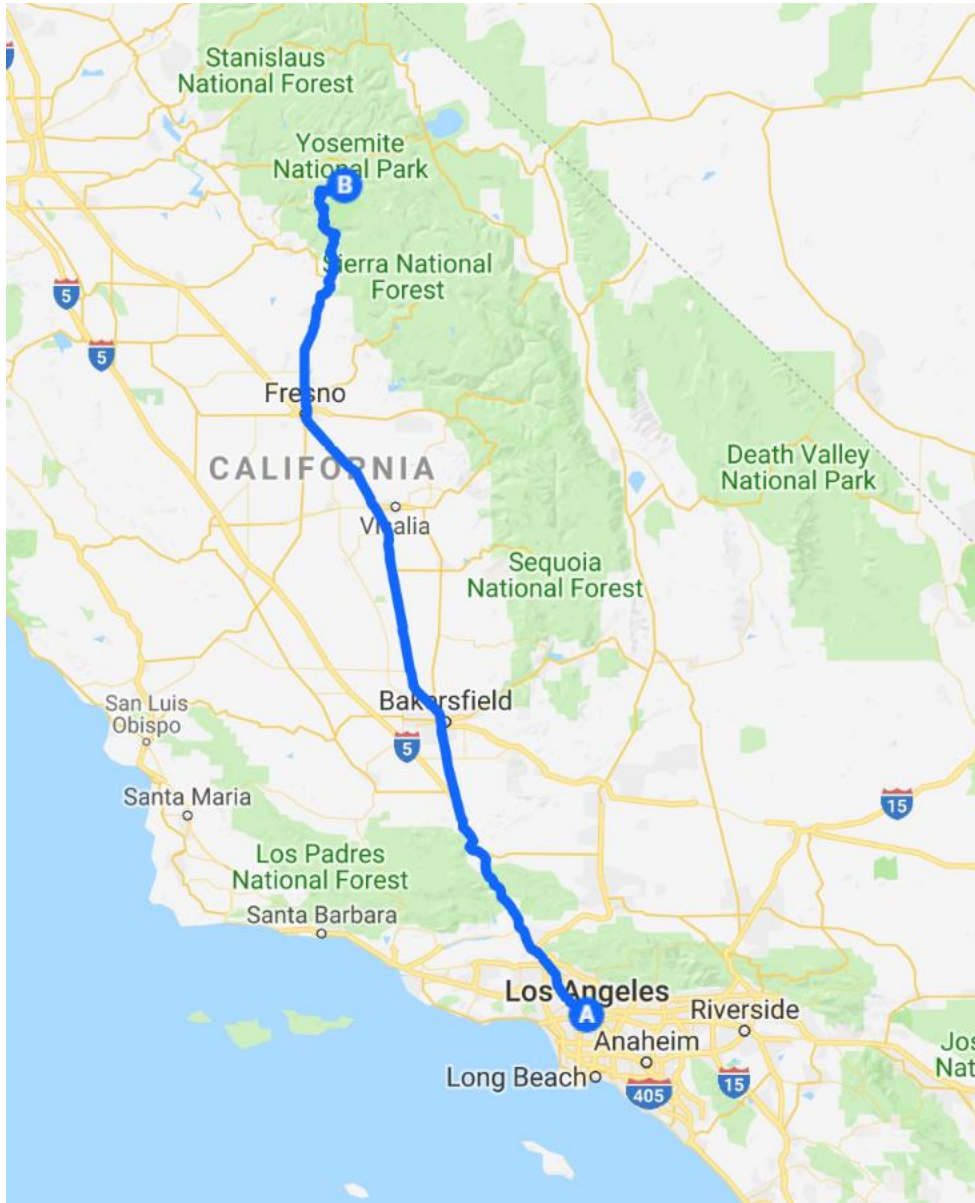 Stanislaus
National Forest
Yosemite
National Park
B
Sierra National
Forest
5
5
Fresno
CALIFORNIA
Death Valley
National Park
Visalia
Sequoia
National Forest
Bakersfield
San Luis
Obispo
5
15
Santa Maria
Los Padres
National Forest
Santa Barbara
Los Angeles
A
Riverside
Anaheim
Jos
Nat
Long Beach
405
15